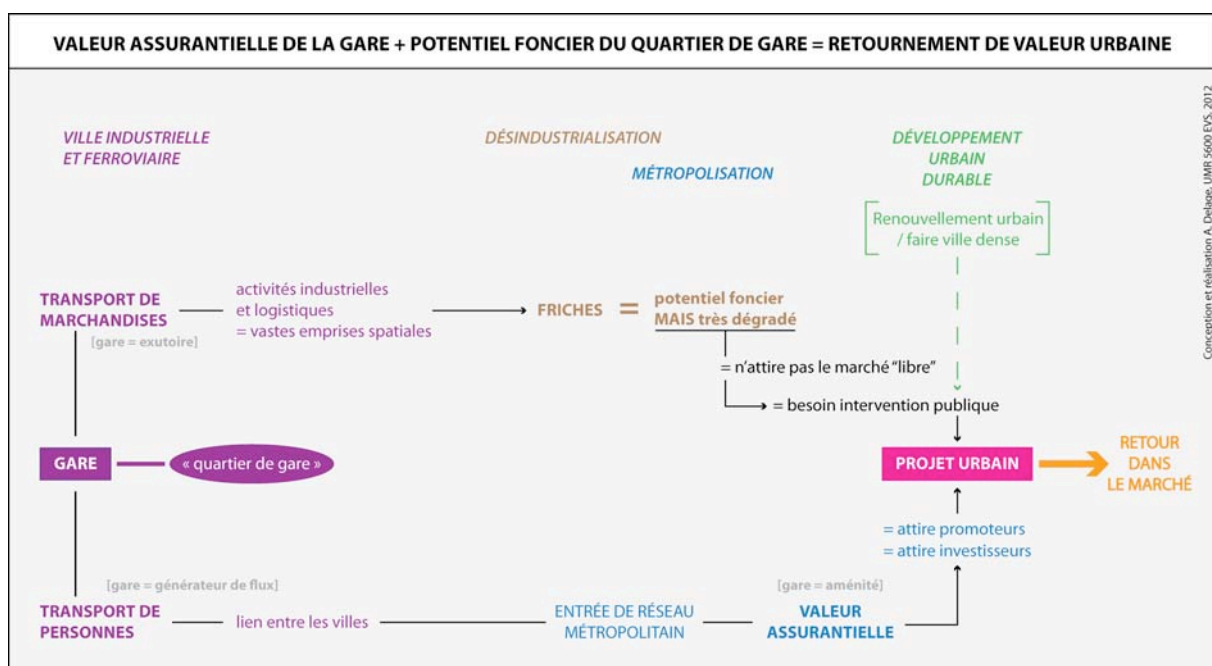 VALEUR ASSURANTIELLE DE LA GARE + POTENTIEL FONCIER DU QUARTIER DE GARE = RETOURNEMENT DE VALEUR URBAINE
VILLE INDUSTRIELLE
ET FERROVIAIRE
DÉSINDUSTRIALISATION
MÉTROPOLISATION
DÉVELOPPEMENT
URBAIN
DURABLE
Renouvellement urbain
/ faire ville dense
TRANSPORT DE
MARCHANDISES
[gare = exutoire]
activités industrielles
et logistiques
= vastes emprises spatiales
FRICHES
=
potentiel foncier
MAIS très dégradé
= n'attire pas le marché "libre"
= besoin intervention publique
GARE
« quartier de gare »
PROJET URBAIN
RETOUR
DANS
LE MARCHÉ
= attire promoteurs
= attire investisseurs
[gare = générateur de flux]
TRANSPORT DE
PERSONNES
lien entre les villes
ENTRÉE DE RÉSEAU
MÉTROPOLITAIN
[gare = aménité]
VALEUR
ASSURANTIELLE
Conception et réalisation A. Delage, UMR 5600 EVS, 2012